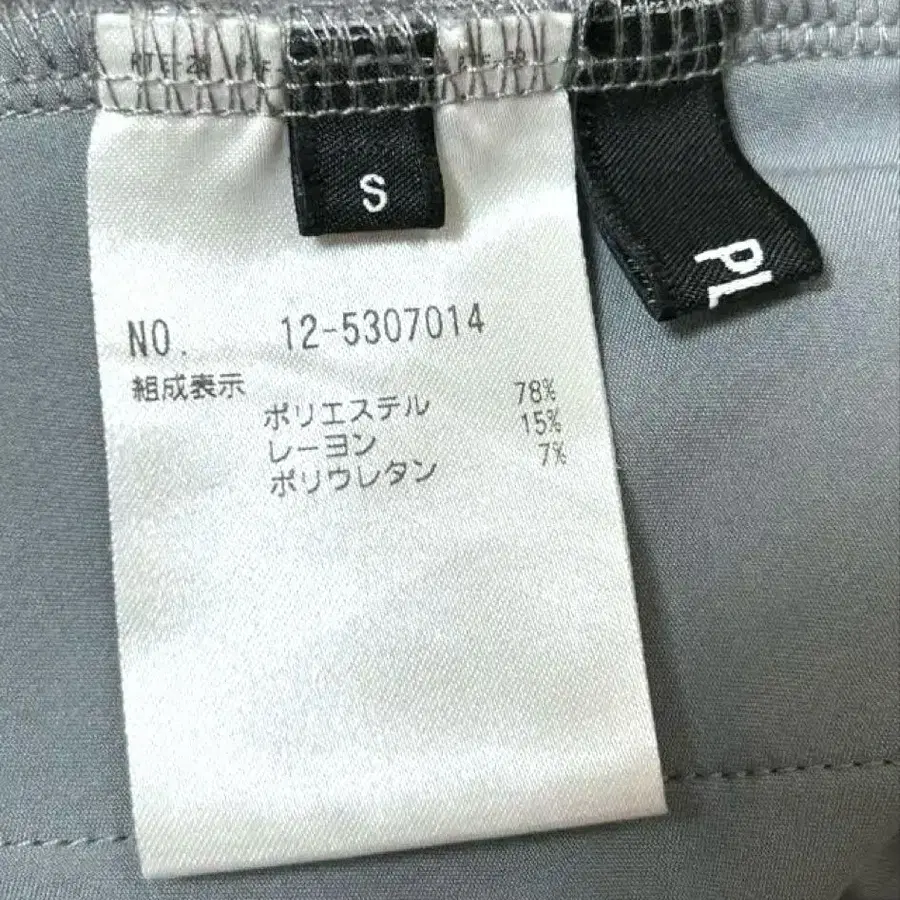 S
PL
NO. 12-5307014
組成表示
ポリエステル 78%
レーヨン 15%
ポリウレタン 7%